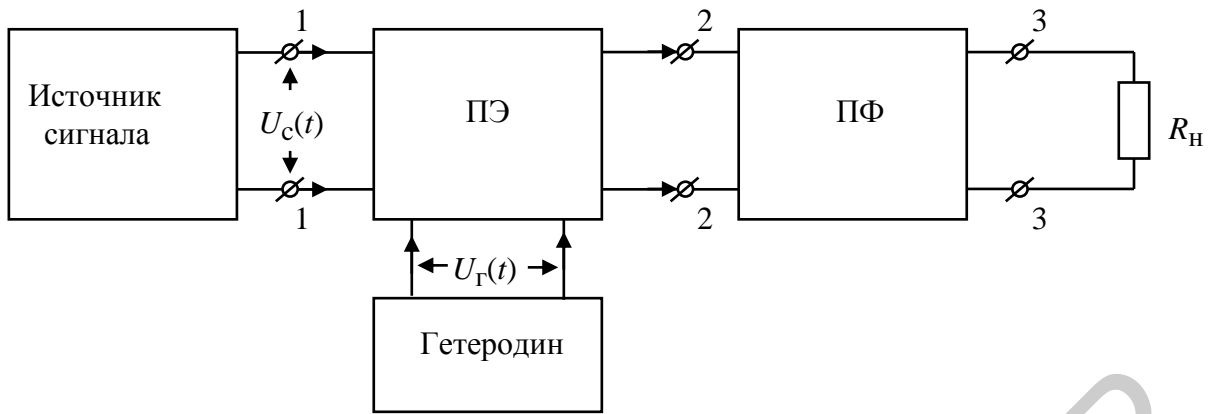 1
2
3
Источник
сигнала
Uс(t)
ПЭ
ПФ
Rн
1
2
3
Uг(t)
Гетеродин